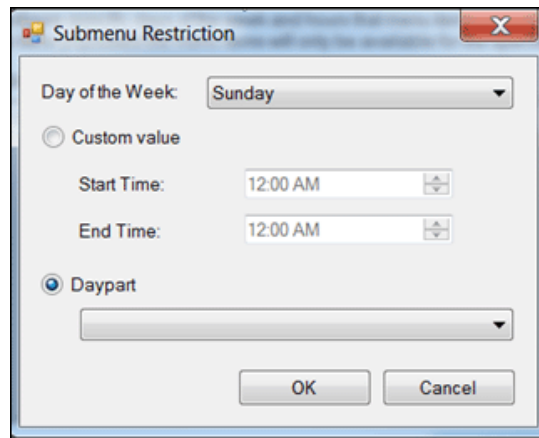 Submenu Restriction
Day of the Week: Sunday
Custom value
Start Time: 12:00 AM
End Time: 12:00 AM
Daypart
OK Cancel